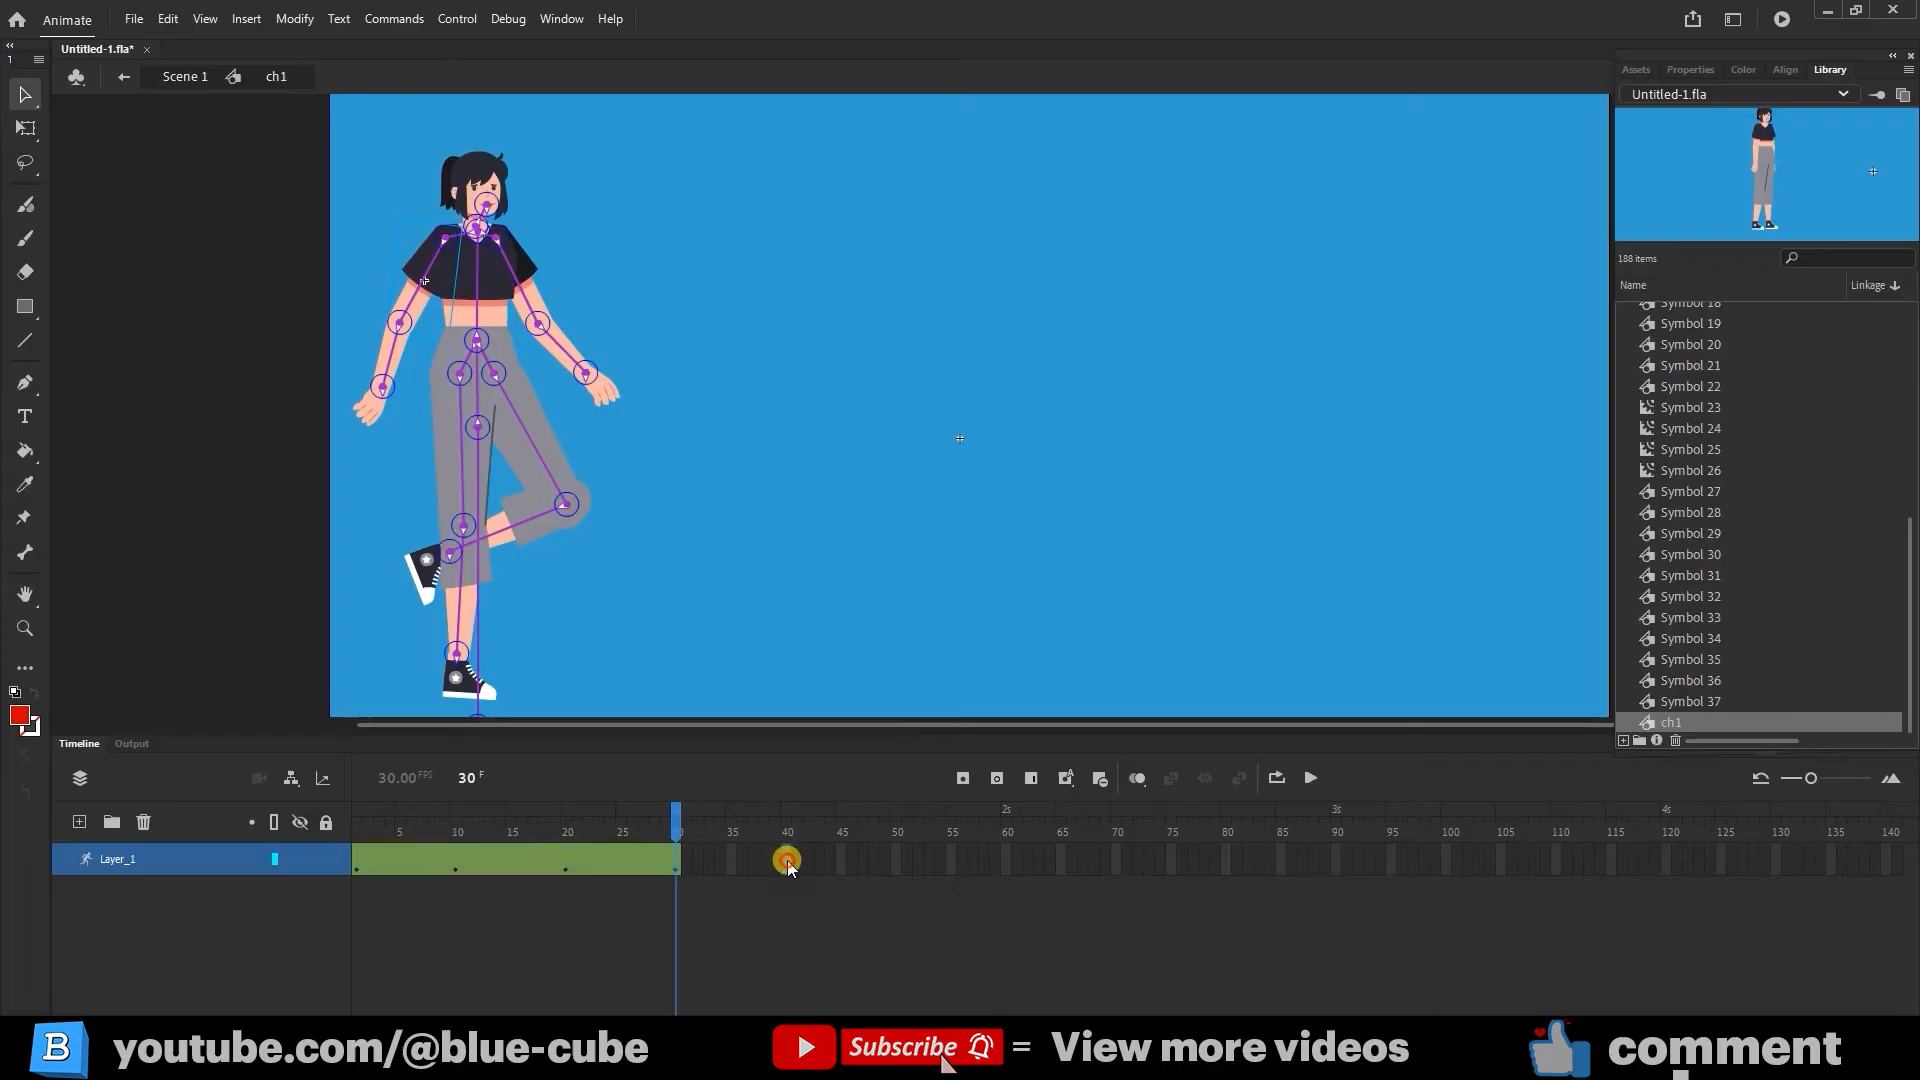 Animate
File
Edit
View
Insert
Modify
Text
Commands
Control
Debug
Window
Help
Untitled-1.fla*
Scene 1
ch1
Assets
Properties
Color
Align
Library
Untitled-1.fla
188 items
Name
Linkage
Symbol 18
Symbol 19
Symbol 20
Symbol 21
Symbol 22
Symbol 23
Symbol 24
Symbol 25
Symbol 26
Symbol 27
Symbol 28
Symbol 29
Symbol 30
Symbol 31
Symbol 32
Symbol 33
Symbol 34
Symbol 35
Symbol 36
Symbol 37
ch1
Timeline
Output
30.00 FPS
30 F
2s
3s
4s
5
10
15
20
25
30
35
40
45
50
55
60
65
70
75
80
85
90
95
100
105
110
115
120
125
130
135
140
Layer_1
B youtube.com/@blue-cube
Subscribe
= View more videos
comment